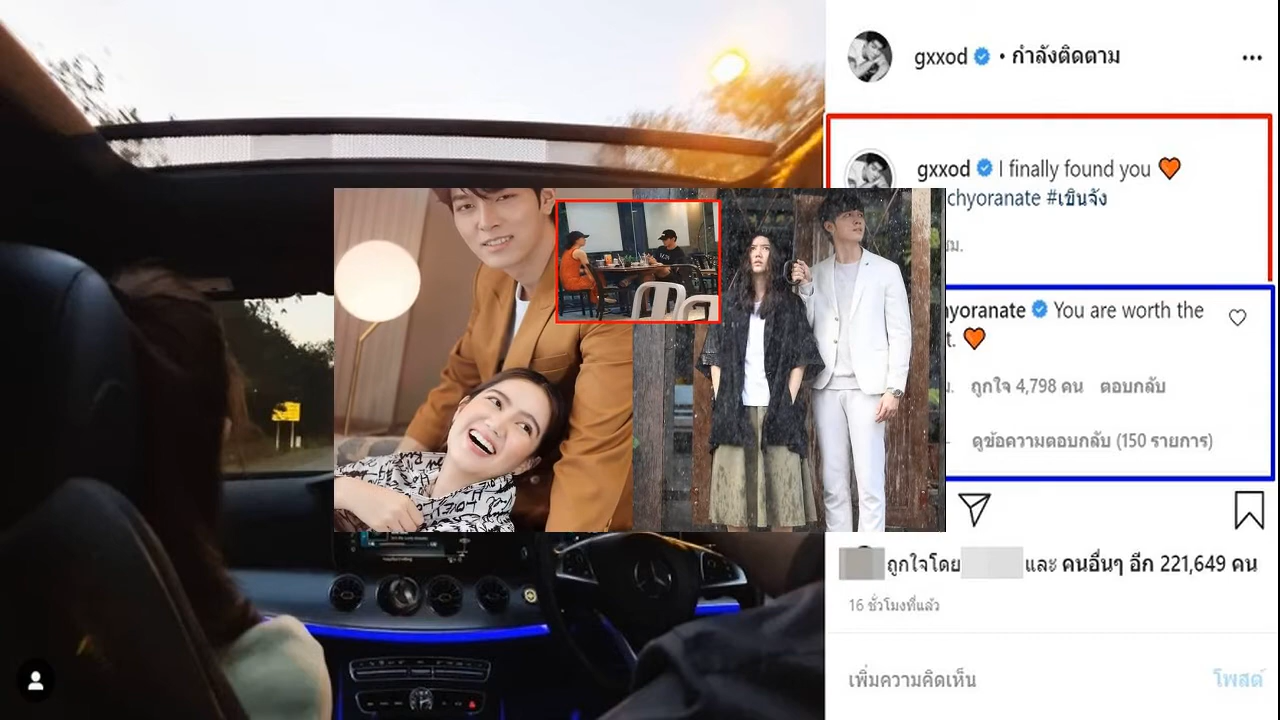 gxxod • กำลังติดตาม
gxxod I finally found you
chyoranate #เขินจัง
ชม.
yoranate You are worth the
t.
ถูกใจ 4,798 คน ตอบกลับ
ดูข้อความตอบกลับ (150 รายการ)
ถูกใจโดย และ คนอื่นๆ อีก 221,649 คน
16 ชั่วโมงที่แล้ว
เพิ่มความคิดเห็น
โพสต์